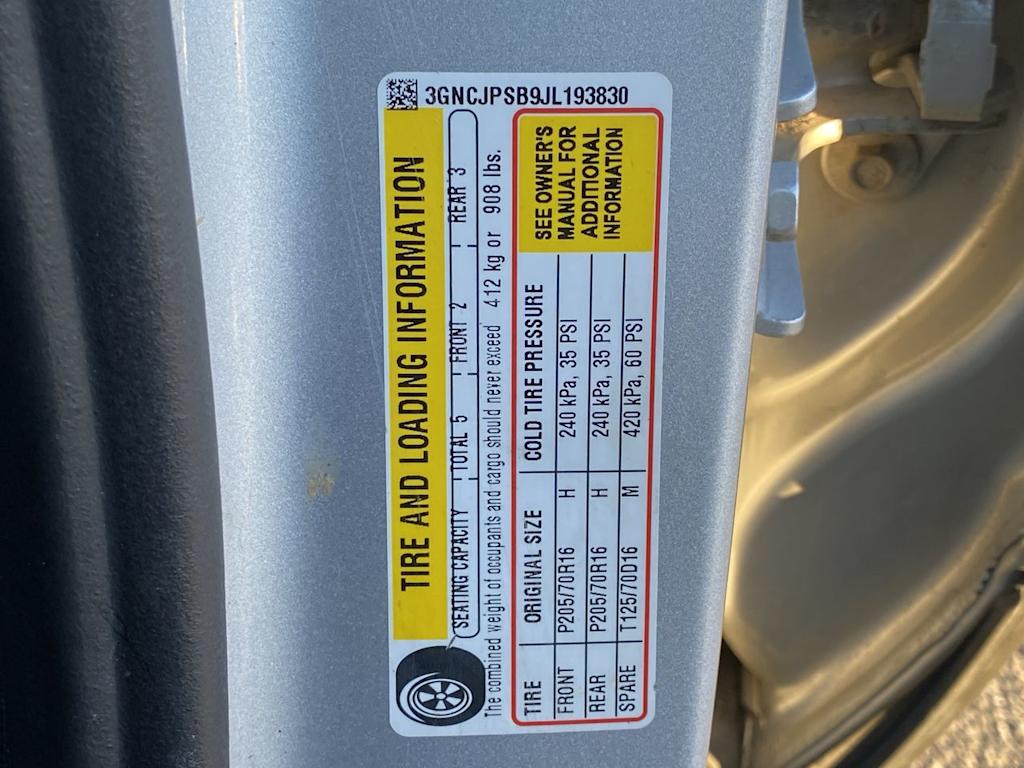 3GNCJPSB9JL193830
TIRE AND LOADING INFORMATION
SEATING CAPACITY TOTAL 5 FRONT 2 REAR 3
The combined weight of occupants and cargo should never exceed 412 kg or 908 lbs.
TIRE ORIGINAL SIZE COLD TIRE PRESSURE
FRONT P205/70R16 H 240 kPa, 35 PSI
REAR P205/70R16 H 240 kPa, 35 PSI
SPARE T125/70D16 M 420 kPa, 60 PSI
SEE OWNER'S
MANUAL FOR
ADDITIONAL
INFORMATION